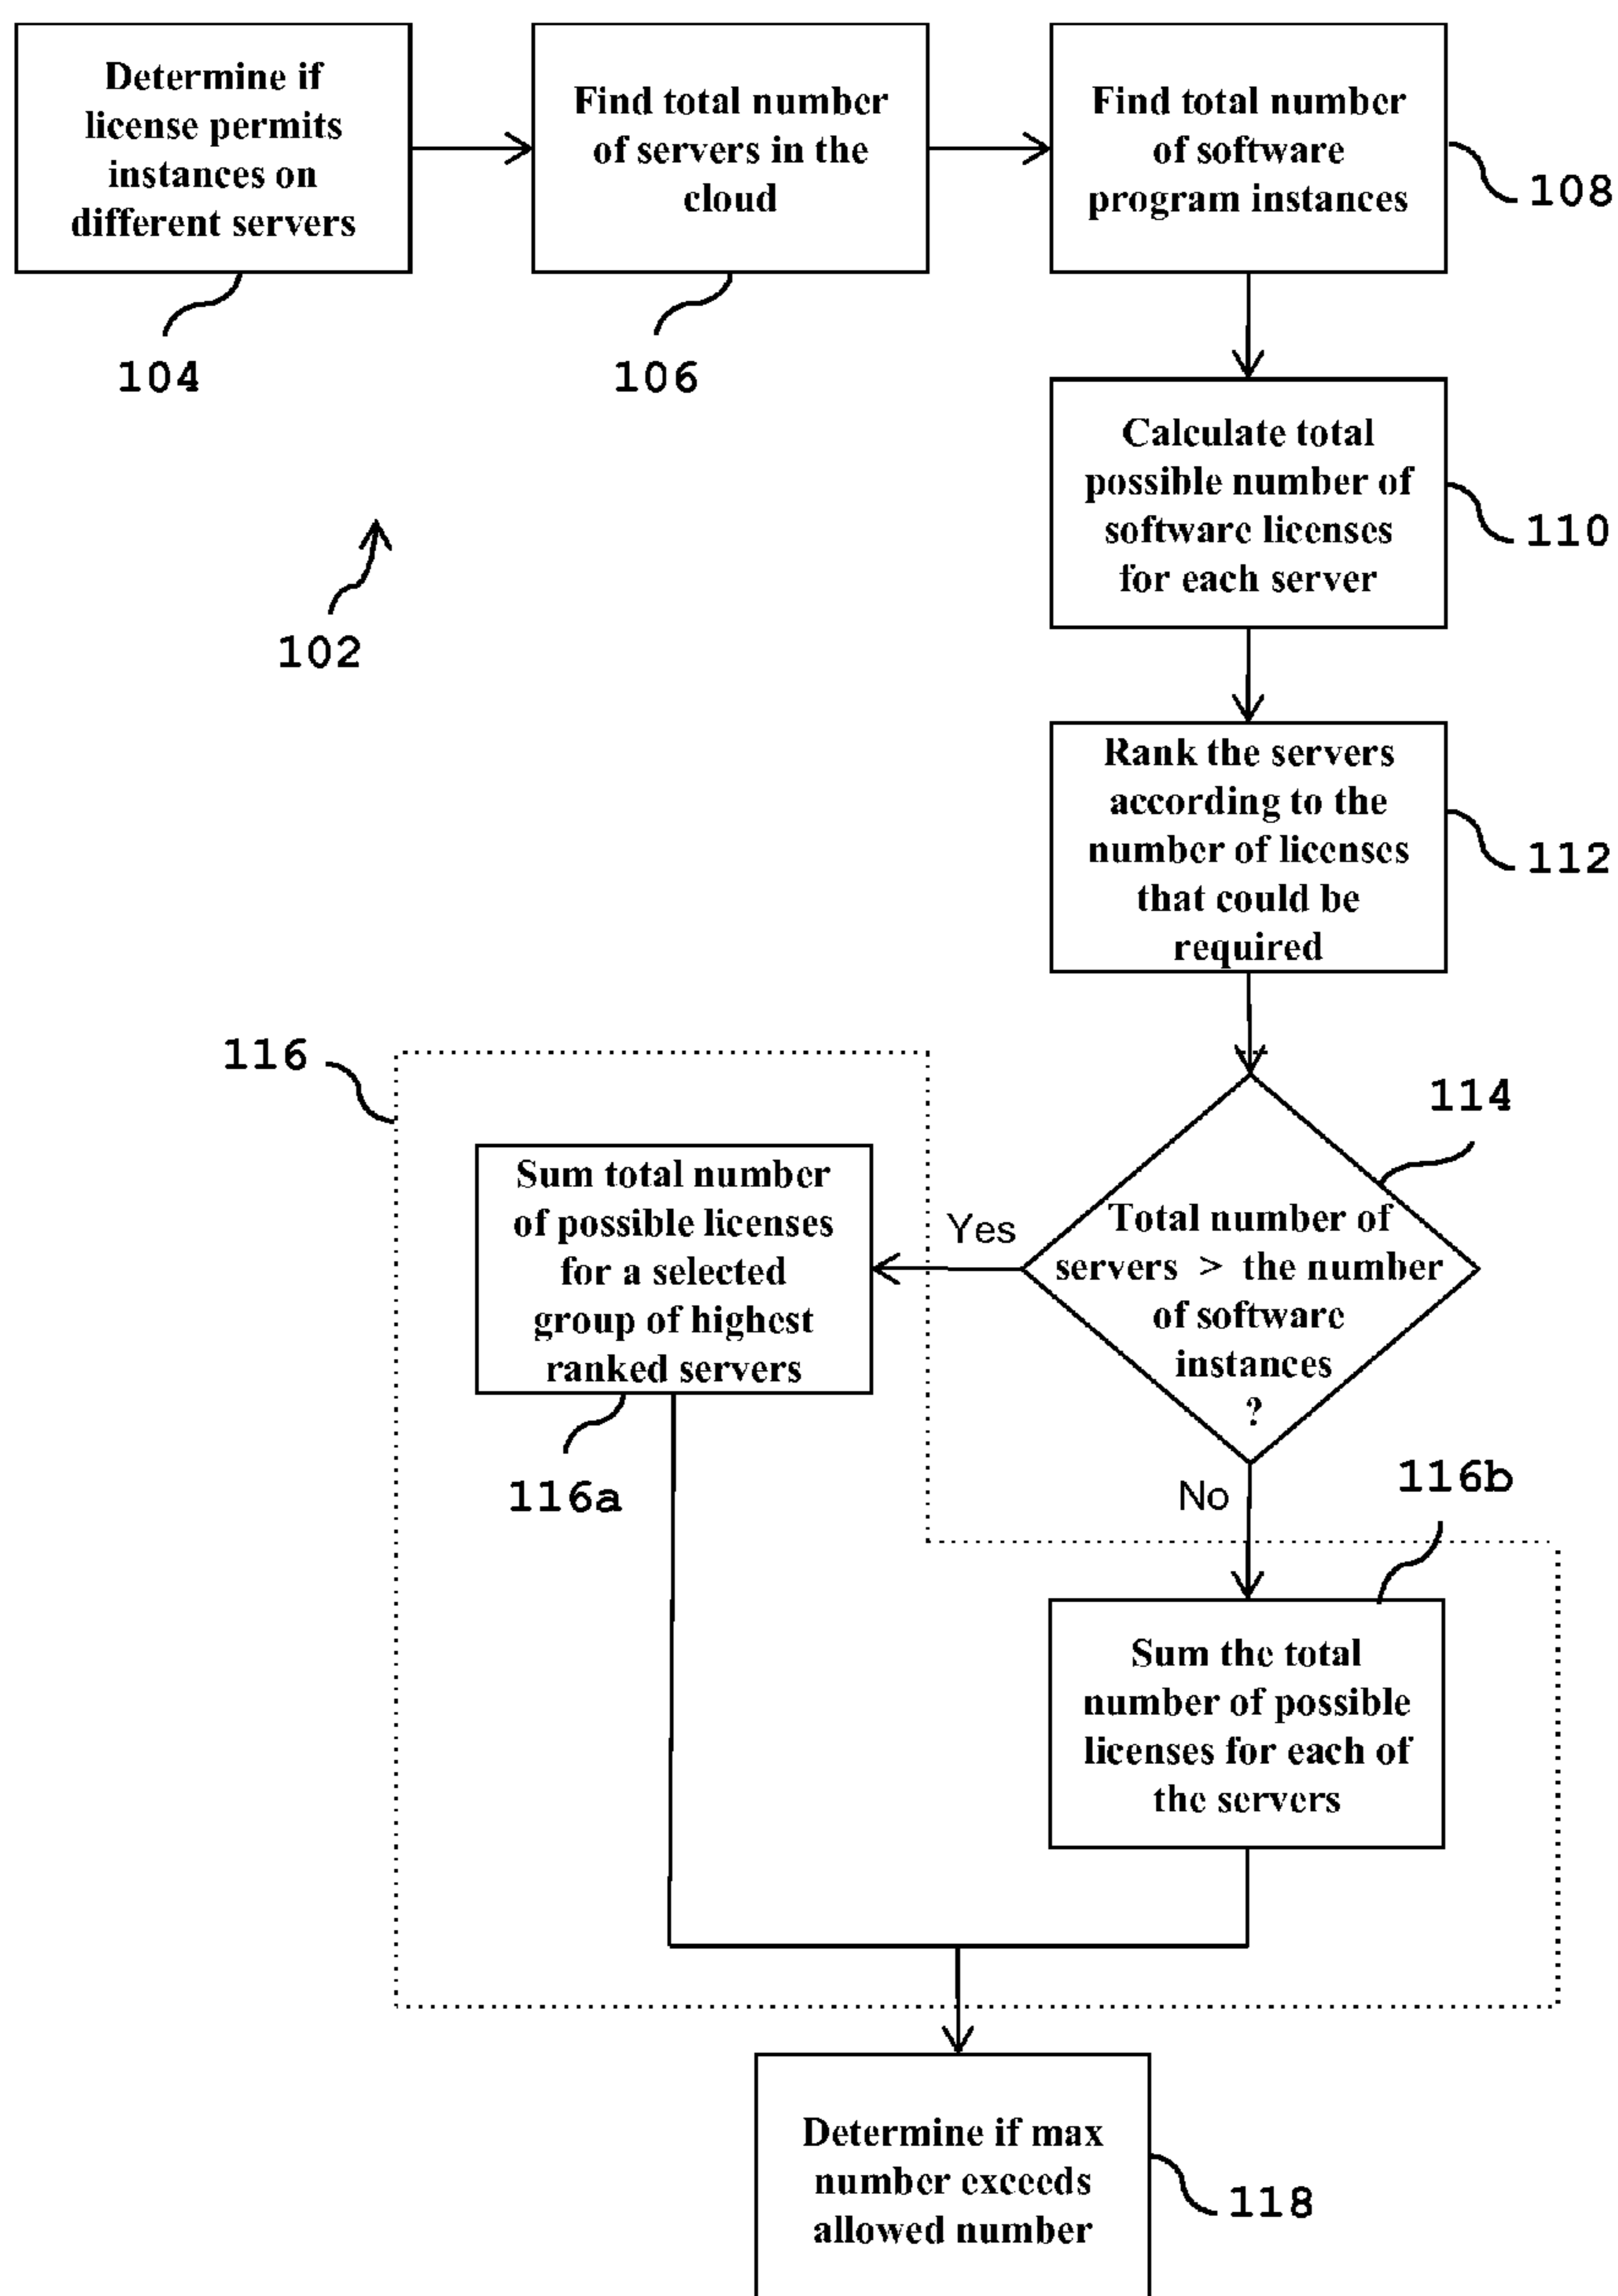 Determine if
license permits
instances on
different servers
104
Find total number
of servers in the
cloud
106
Find total number
of software
program instances
108
Calculate total
possible number of
software licenses
for each server
110
102
Rank the servers
according to the
number of licenses
that could be
required
112
114
Total number of
servers > the number
of software
instances
?
Yes
No
116
Sum total number
of possible licenses
for a selected
group of highest
ranked servers
116a
116b
Sum the total
number of possible
licenses for each of
the servers
Determine if max
number exceeds
allowed number
118